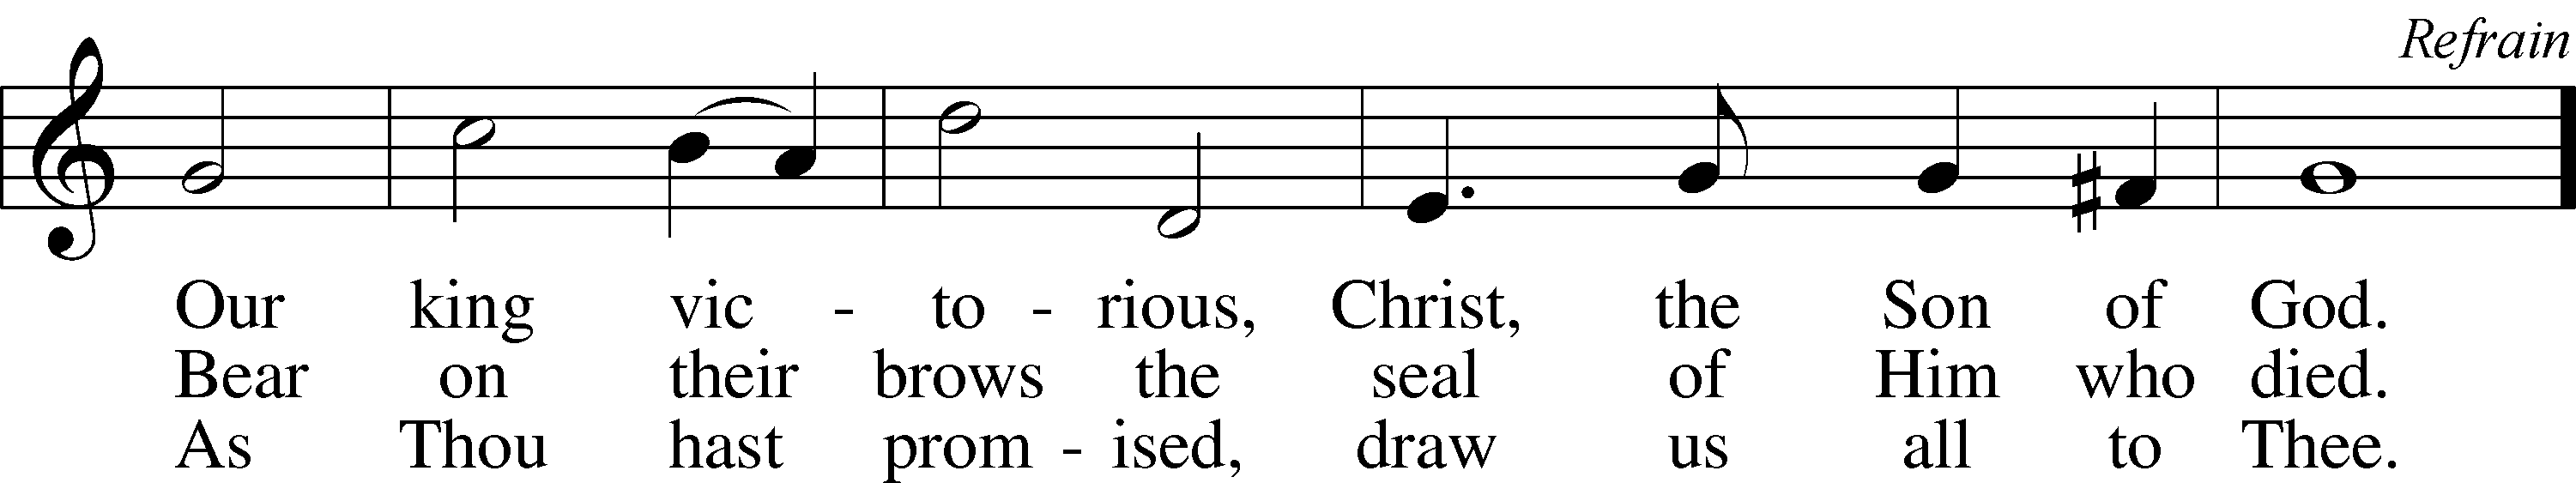 Refrain
Our king vic - to - rious, Christ, the Son of God.
Bear on their brows the seal of Him who died.
As Thou hast prom - ised, draw us all to Thee.